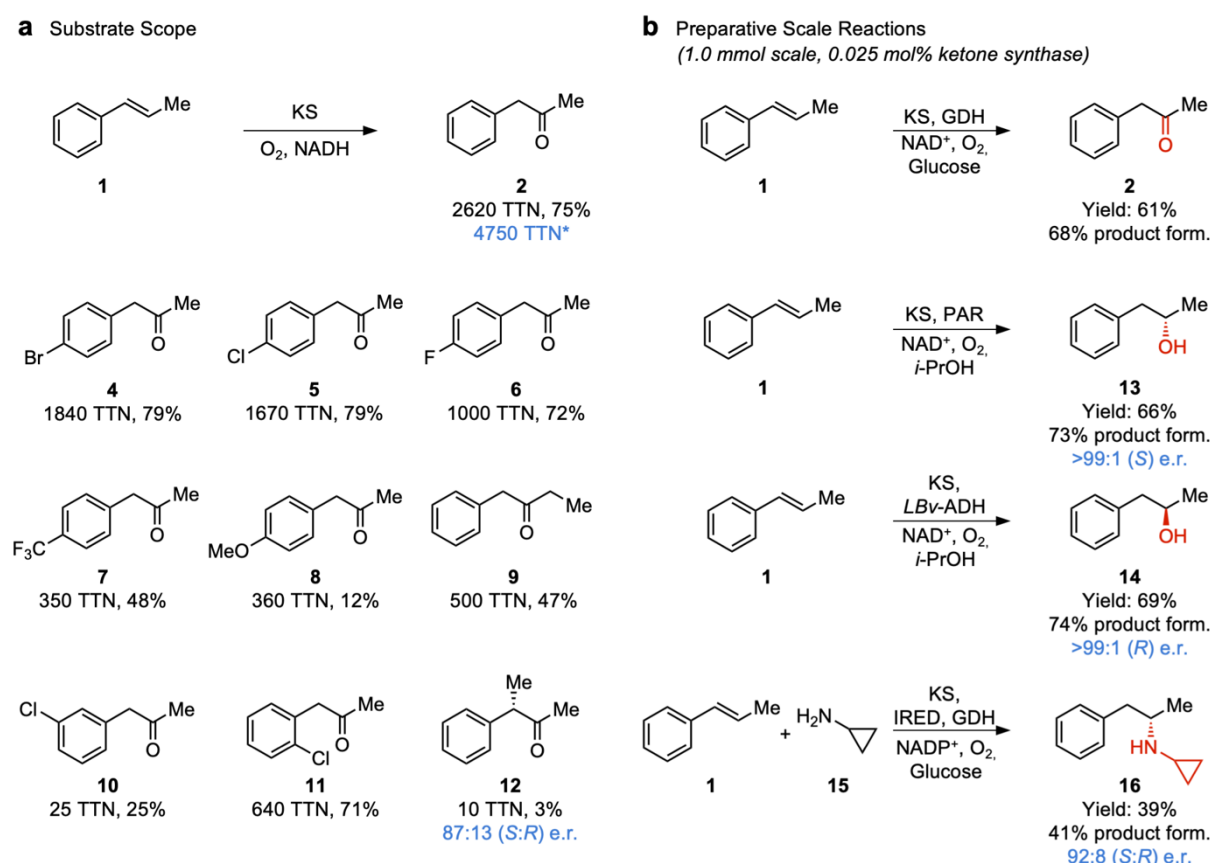 a Substrate Scope
Me
1
KS
O2, NADH
Me
O
2
2620 TTN, 75%
4750 TTN*
Br
Me
O
4
1840 TTN, 79%
Cl
Me
O
5
1670 TTN, 79%
F
Me
O
6
1000 TTN, 72%
F3C
Me
O
7
350 TTN, 48%
MeO
Me
O
8
360 TTN, 12%
O
Me
9
500 TTN, 47%
Cl
Me
O
10
25 TTN, 25%
Me
O
Cl
11
640 TTN, 71%
Me
Me
O
12
10 TTN, 3%
87:13 (S:R) e.r.
b Preparative Scale Reactions
(1.0 mmol scale, 0.025 mol% ketone synthase)
Me
1
KS, GDH
NAD+, O2,
Glucose
Me
O
2
Yield: 61%
68% product form.
Me
1
KS, PAR
NAD+, O2,
i-PrOH
Me
OH
13
Yield: 66%
73% product form.
>99:1 (S) e.r.
Me
1
KS,
LBv-ADH
NAD+, O2,
i-PrOH
Me
OH
14
Yield: 69%
74% product form.
>99:1 (R) e.r.
Me
1
+
H2N
15
KS,
IRED, GDH
NADP+, O2,
Glucose
Me
HN
16
Yield: 39%
41% product form.
92:8 (S:R) e.r.